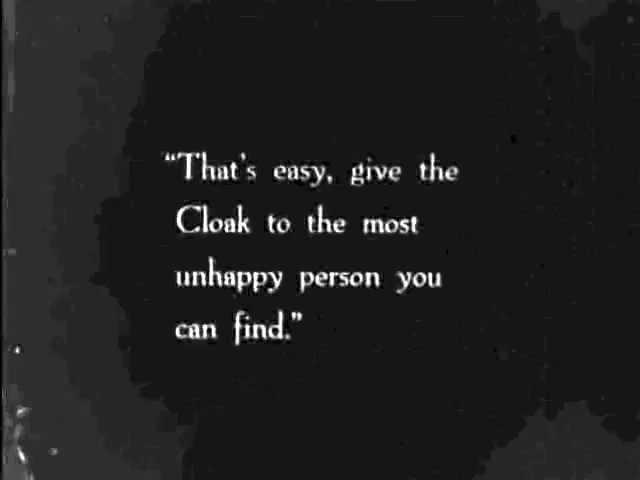 “That's easy, give the
Cloak to the most
unhappy person you
can find.”